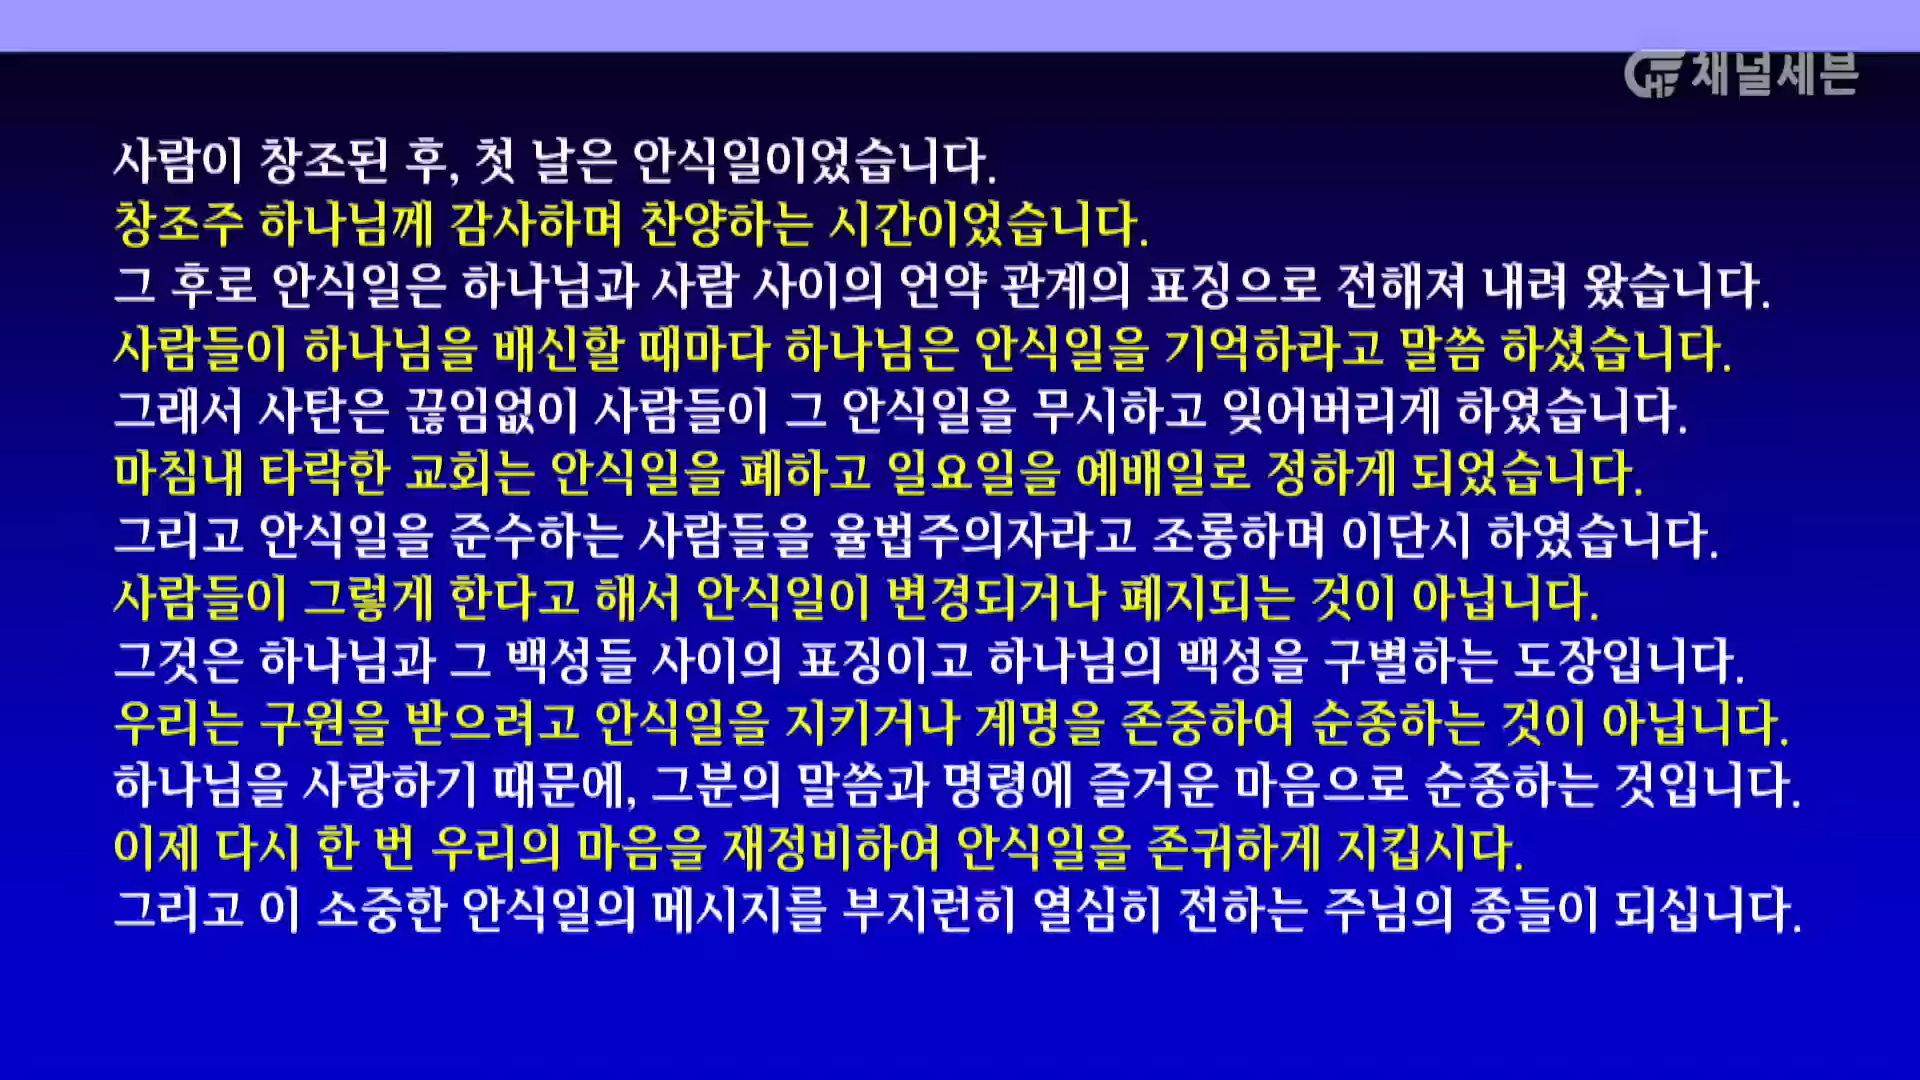 채널세븐
사람이 창조된 후, 첫 날은 안식일이었습니다.
창조주 하나님께 감사하며 찬양하는 시간이었습니다.
그 후로 안식일은 하나님과 사람 사이의 언약 관계의 표징으로 전해져 내려 왔습니다.
사람들이 하나님을 배신할 때마다 하나님은 안식일을 기억하라고 말씀 하셨습니다.
그래서 사탄은 끊임없이 사람들이 그 안식일을 무시하고 잊어버리게 하였습니다.
마침내 타락한 교회는 안식일을 폐하고 일요일을 예배일로 정하게 되었습니다.
그리고 안식일을 준수하는 사람들을 율법주의자라고 조롱하며 이단시 하였습니다.
사람들이 그렇게 한다고 해서 안식일이 변경되거나 폐지되는 것이 아닙니다.
그것은 하나님과 그 백성들 사이의 표징이고 하나님의 백성을 구별하는 도장입니다.
우리는 구원을 받으려고 안식일을 지키거나 계명을 존중하여 순종하는 것이 아닙니다.
하나님을 사랑하기 때문에, 그분의 말씀과 명령에 즐거운 마음으로 순종하는 것입니다.
이제 다시 한 번 우리의 마음을 재정비하여 안식일을 존귀하게 지킵시다.
그리고 이 소중한 안식일의 메시지를 부지런히 열심히 전하는 주님의 종들이 되십니다.